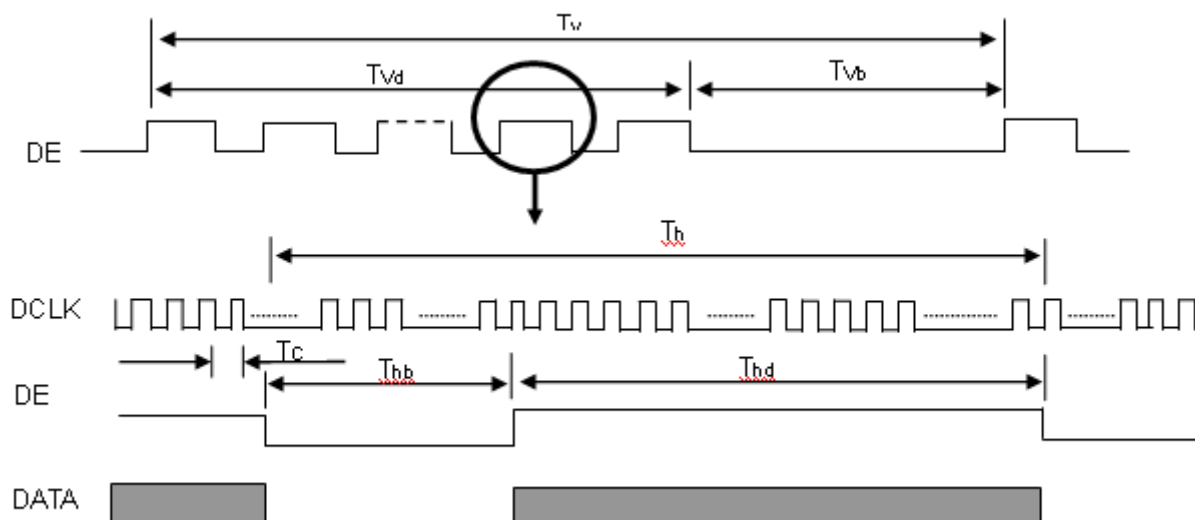 Tv
Tvd
Tvb
DE
Th
DCLK
Tc
Thb
Thd
DE
DATA